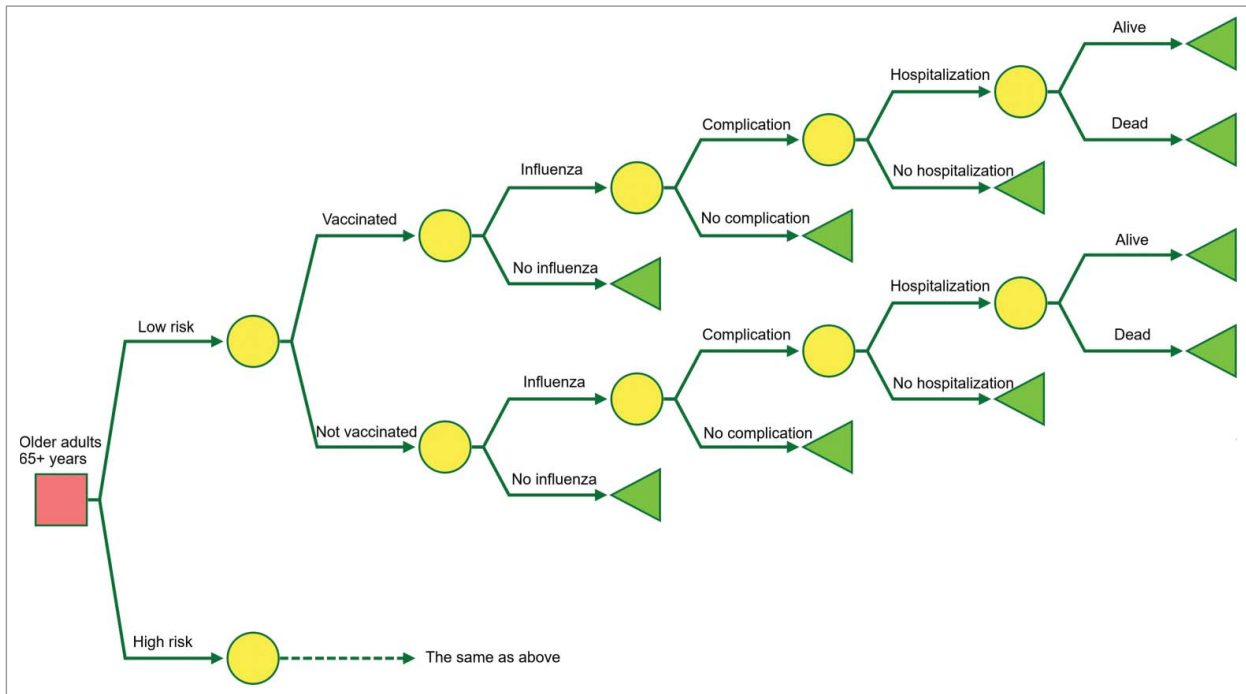 Alive
Hospitalization
Complication
Dead
Influenza
No hospitalization
Vaccinated
No complication
Alive
No influenza
Hospitalization
Low risk
Complication
Dead
Influenza
No hospitalization
Not vaccinated
No complication
Older adults
65+ years
No influenza
High risk
The same as above